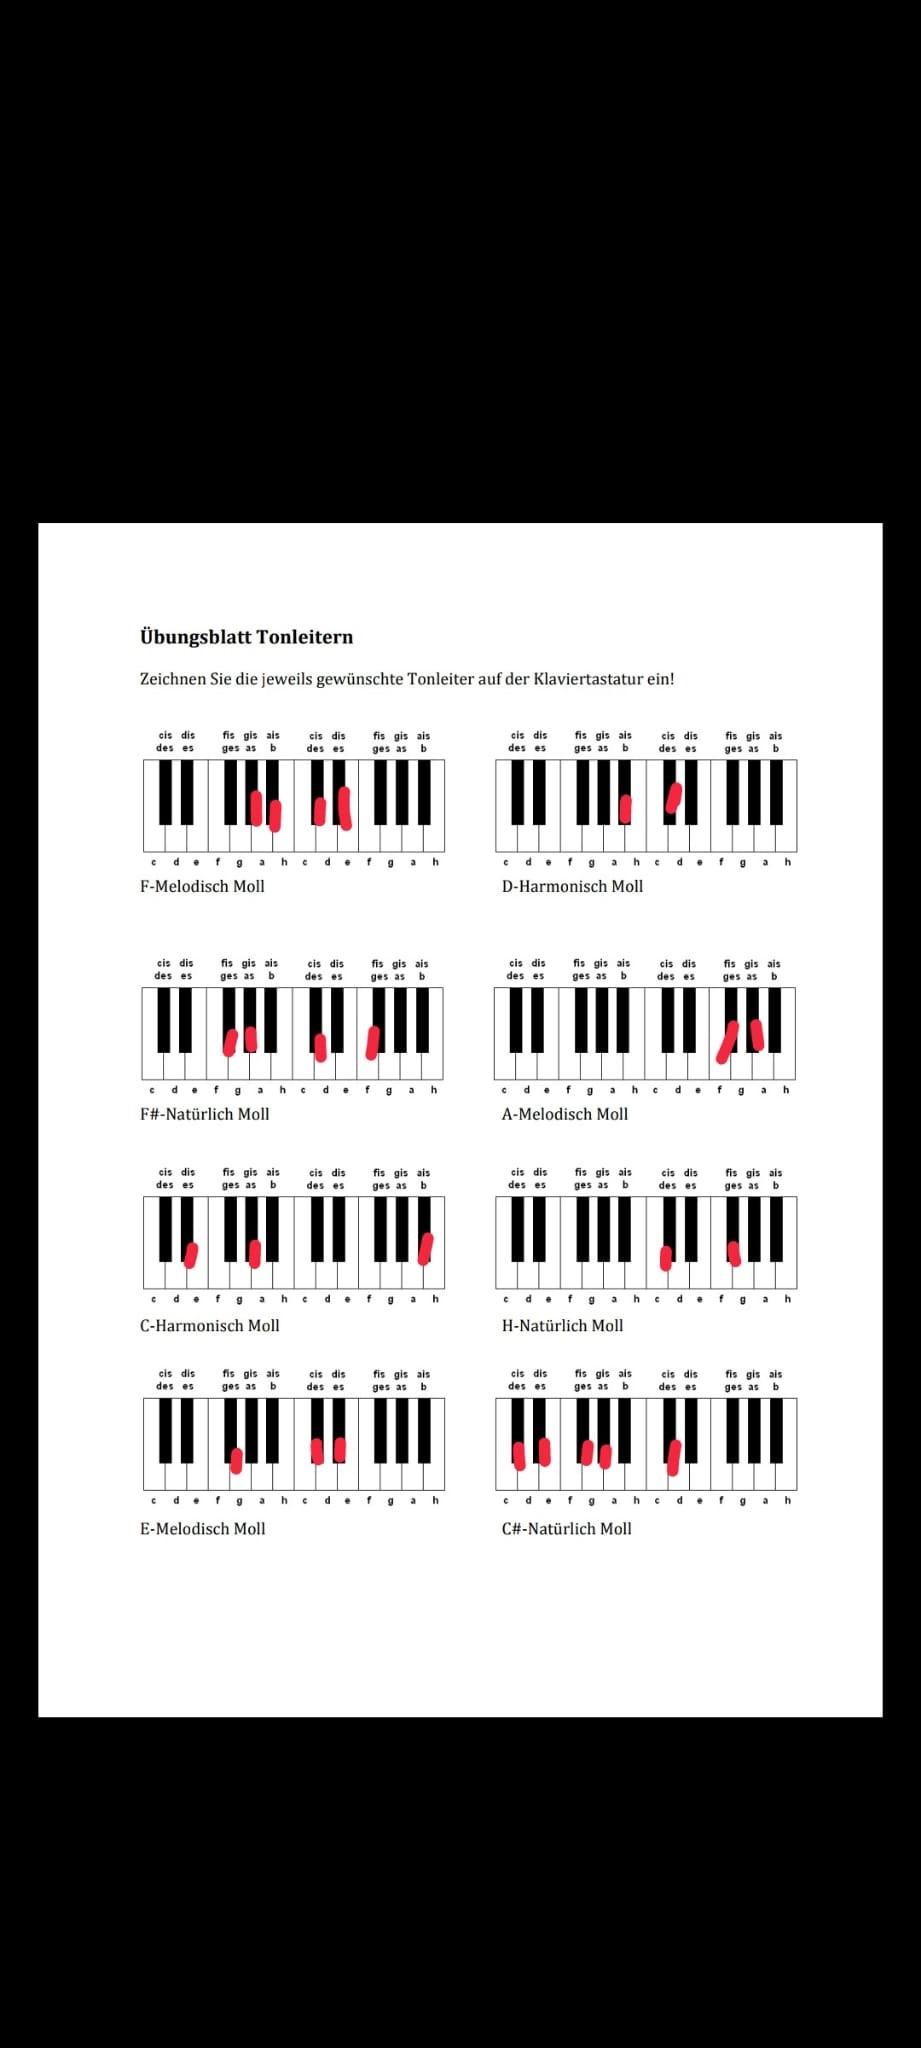 Übungsblatt Tonleitern
Zeichnen Sie die jeweils gewünschte Tonleiter auf der Klaviertastatur ein!
cis dis fis gis ais cis dis fis gis ais
des es ges as b des es ges as b
c d e f g a h c d e f g a h
F-Melodisch Moll
cis dis fis gis ais cis dis fis gis ais
des es ges as b des es ges as b
c d e f g a h c d e f g a h
D-Harmonisch Moll
cis dis fis gis ais cis dis fis gis ais
des es ges as b des es ges as b
c d e f g a h c d e f g a h
F#-Natürlich Moll
cis dis fis gis ais cis dis fis gis ais
des es ges as b des es ges as b
c d e f g a h c d e f g a h
A-Melodisch Moll
cis dis fis gis ais cis dis fis gis ais
des es ges as b des es ges as b
c d e f g a h c d e f g a h
C-Harmonisch Moll
cis dis fis gis ais cis dis fis gis ais
des es ges as b des es ges as b
c d e f g a h c d e f g a h
H-Natürlich Moll
cis dis fis gis ais cis dis fis gis ais
des es ges as b des es ges as b
c d e f g a h c d e f g a h
E-Melodisch Moll
cis dis fis gis ais cis dis fis gis ais
des es ges as b des es ges as b
c d e f g a h c d e f g a h
C#-Natürlich Moll